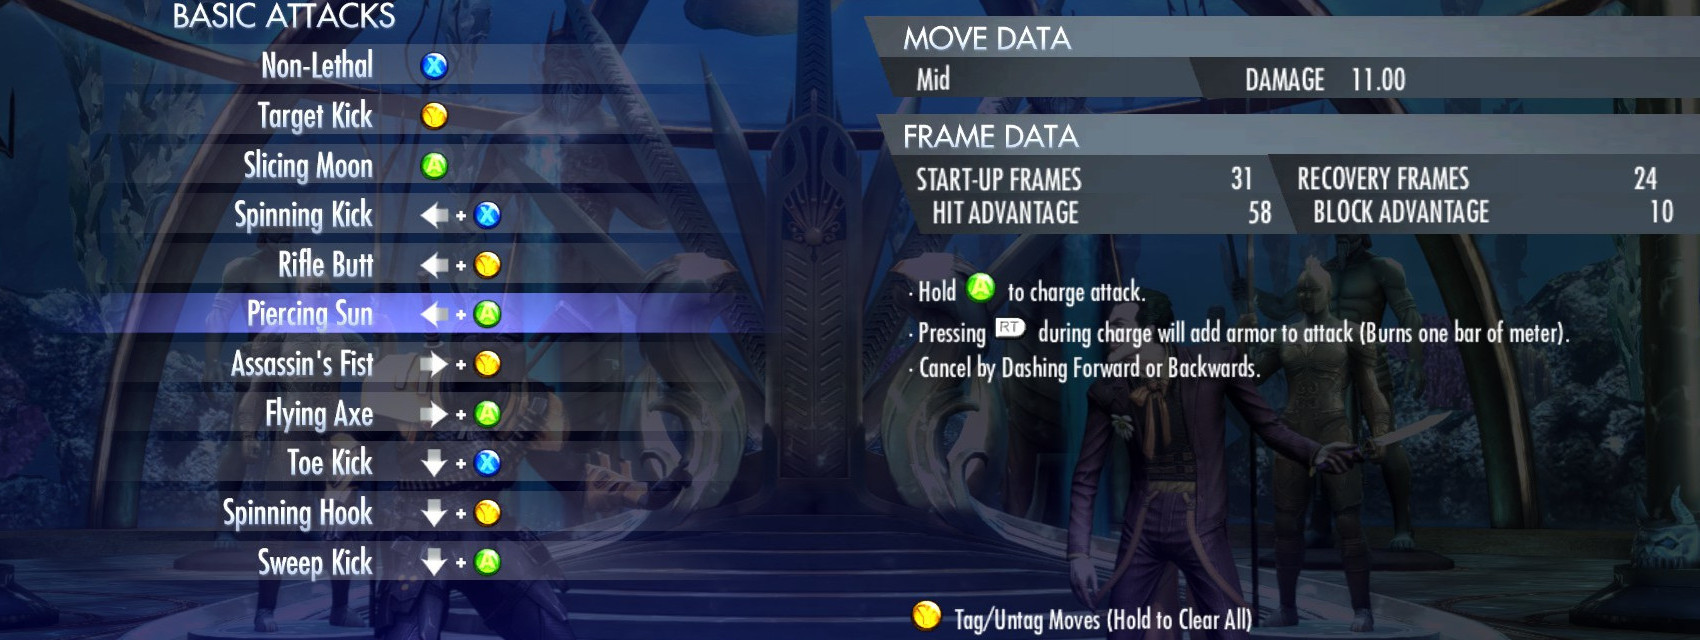 BASIC ATTACKS
Non-Lethal X
Target Kick Y
Slicing Moon A
Spinning Kick + X
Rifle Butt + Y
Piercing Sun + A
Assassin's Fist + Y
Flying Axe + A
Toe Kick + X
Spinning Hook + Y
Sweep Kick + A
MOVE DATA
Mid DAMAGE 11.00
FRAME DATA
START-UP FRAMES 31 RECOVERY FRAMES 24
HIT ADVANTAGE 58 BLOCK ADVANTAGE 10
· Hold A to charge attack.
· Pressing RT during charge will add armor to attack (Burns one bar of meter).
· Cancel by Dashing Forward or Backwards.
Y Tag/Untag Moves (Hold to Clear All)